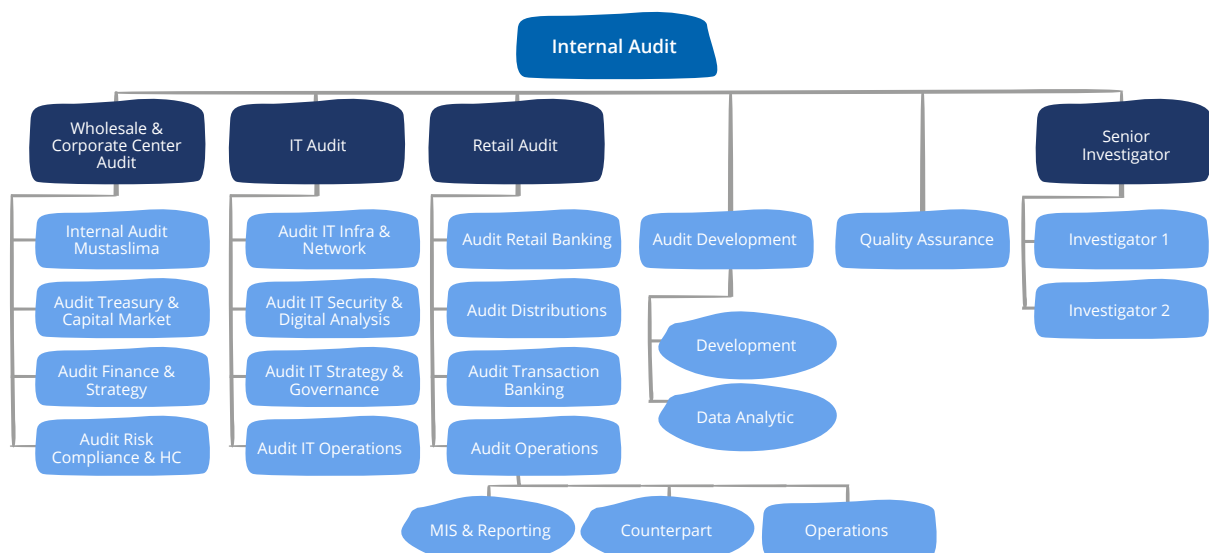 Internal Audit
Wholesale &
Corporate Center
Audit
IT Audit
Retail Audit
Senior
Investigator
Internal Audit
Mustaslima
Audit IT Infra &
Network
Audit Retail Banking
Audit Development
Quality Assurance
Investigator 1
Audit Treasury &
Capital Market
Audit IT Security &
Digital Analysis
Audit Distributions
Investigator 2
Development
Audit Finance &
Strategy
Audit IT Strategy &
Governance
Audit Transaction
Banking
Data Analytic
Audit Risk
Compliance & HC
Audit IT Operations
Audit Operations
MIS & Reporting
Counterpart
Operations